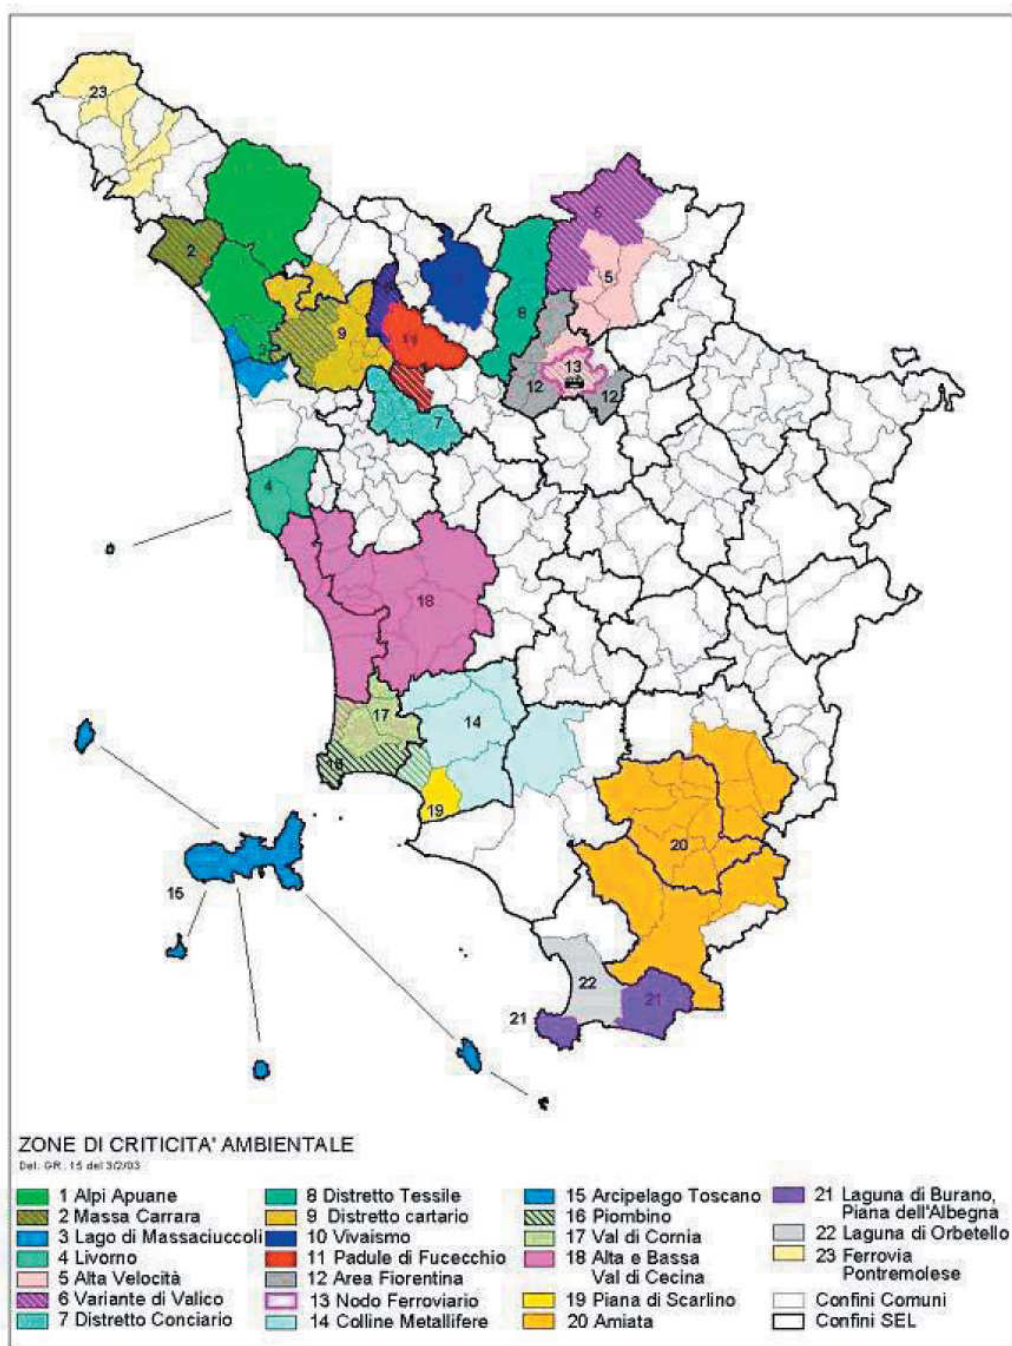 23
6
2
5
9
8
11
3
13
12
12
7
4
18
17
14
16
19
20
15
22
21
21
ZONE DI CRITICITA' AMBIENTALE
Del. GR. 15 del 3/2/03
1 Alpi Apuane
2 Massa Carrara
3 Lago di Massaciuccoli
4 Livorno
5 Alta Velocità
6 Variante di Valico
7 Distretto Conciario
8 Distretto Tessile
9 Distretto cartario
10 Vivaismo
11 Padule di Fucecchio
12 Area Fiorentina
13 Nodo Ferroviario
14 Colline Metallifere
15 Arcipelago Toscano
16 Piombino
17 Val di Cornia
18 Alta e Bassa
Val di Cecina
19 Piana di Scarlino
20 Amiata
21 Laguna di Burano,
Piana dell'Albegna
22 Laguna di Orbetello
23 Ferrovia
Pontremolese
Confini Comuni
Confini SEL